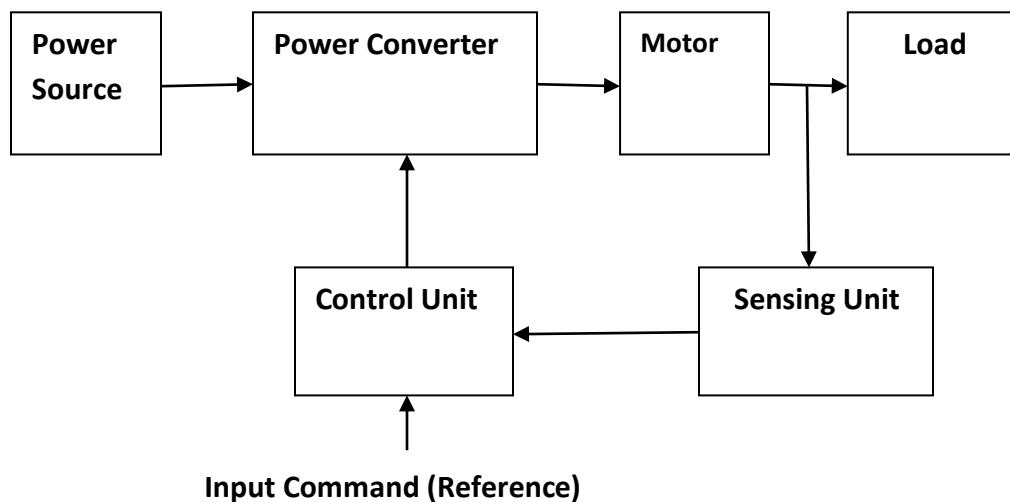 Power
Source
Power Converter
Motor
Load
Control Unit
Sensing Unit
Input Command (Reference)